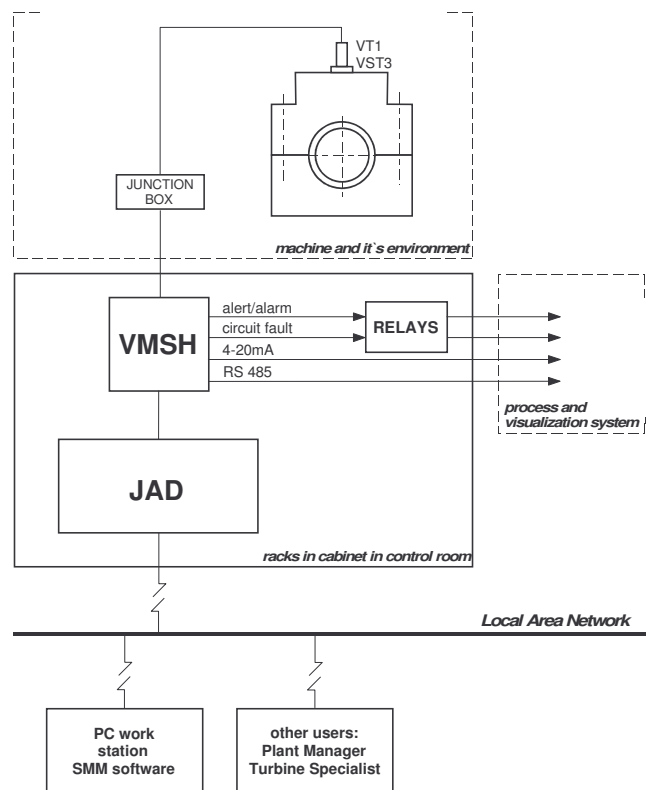 VT1
VST3
JUNCTION
BOX
machine and it`s environment
VMSH
alert/alarm
circuit fault
4-20mA
RS 485
RELAYS
process and
visualization system
JAD
racks in cabinet in control room
Local Area Network
PC work
station
SMM software
other users:
Plant Manager
Turbine Specialist